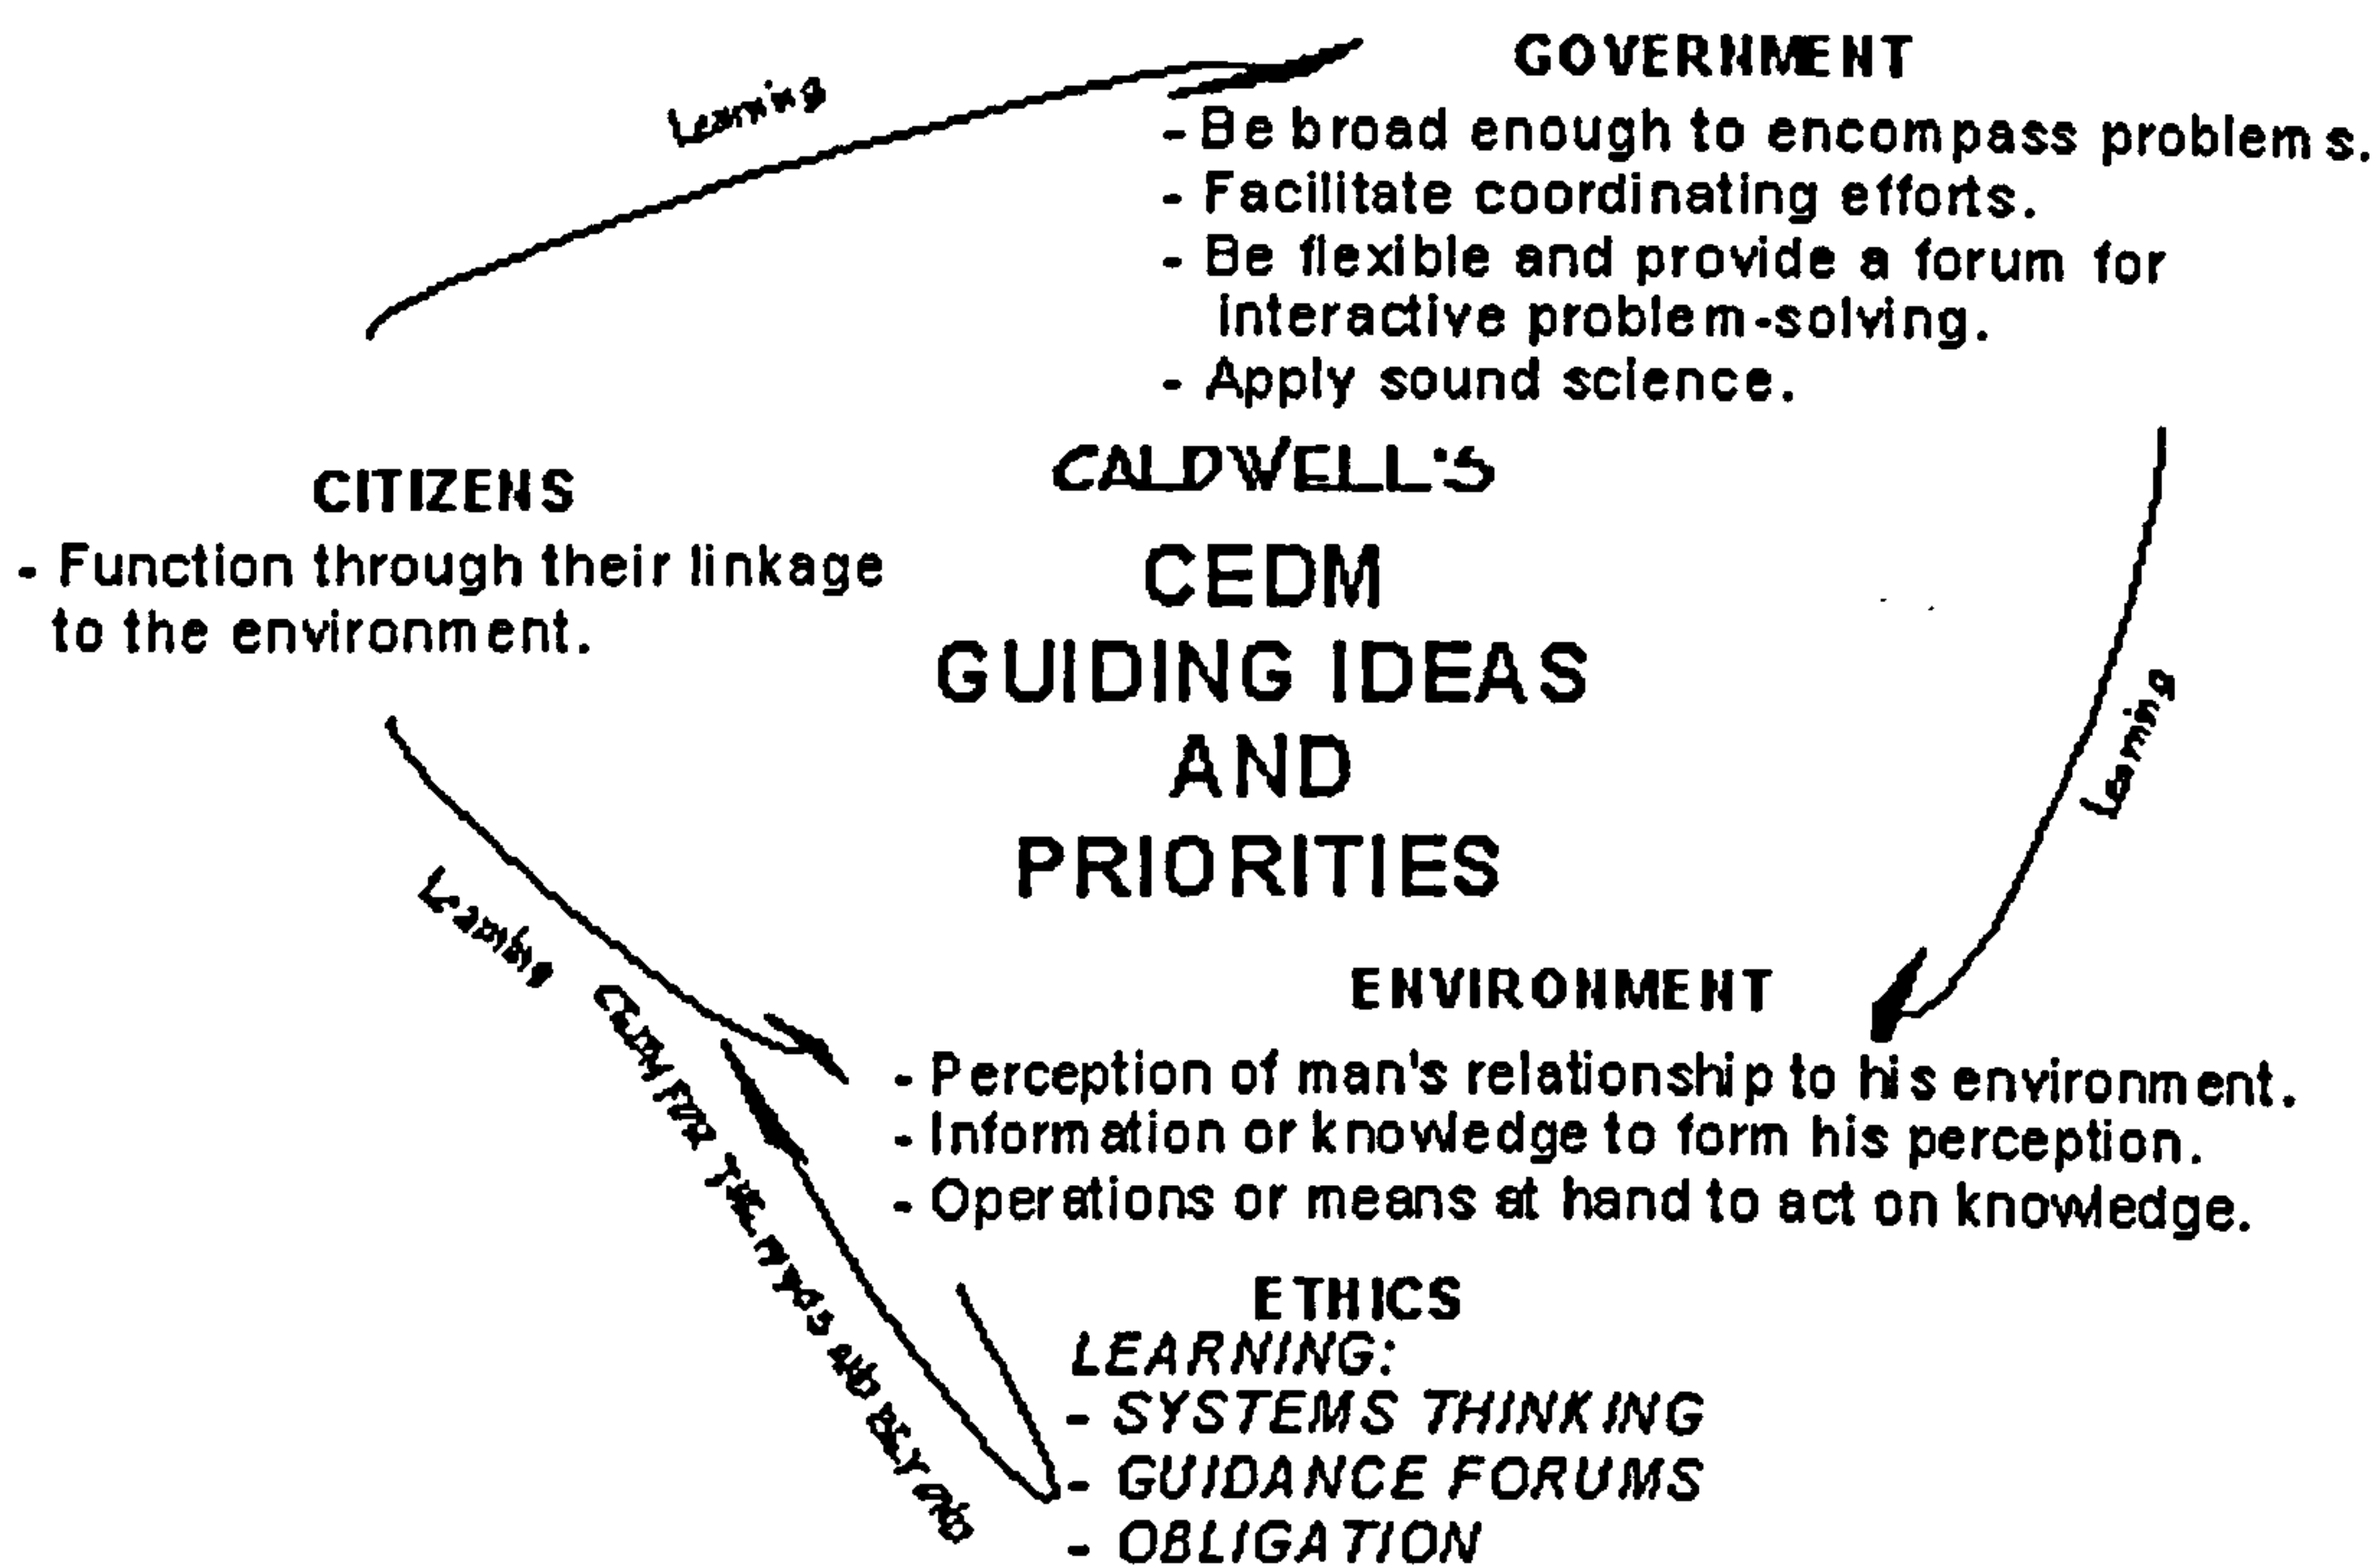 Learning
GOVERNMENT
- Be broad enough to encompass problems.
- Facilitate coordinating efforts.
- Be flexible and provide a forum for
interactive problem-solving.
- Apply sound science.
CITIZENS
- Function through their linkage
to the environment.
CALDWELL'S
CEDM
GUIDING IDEAS
AND
PRIORITIES
Learning
Learning
ENVIRONMENT
- Perception of man's relationship to his environment.
- Information or knowledge to form his perception.
- Operations or means at hand to act on knowledge.
ETHICS
LEARNING:
- SYSTEMS THINKING
- GUIDANCE FORUMS
- OBLIGATION